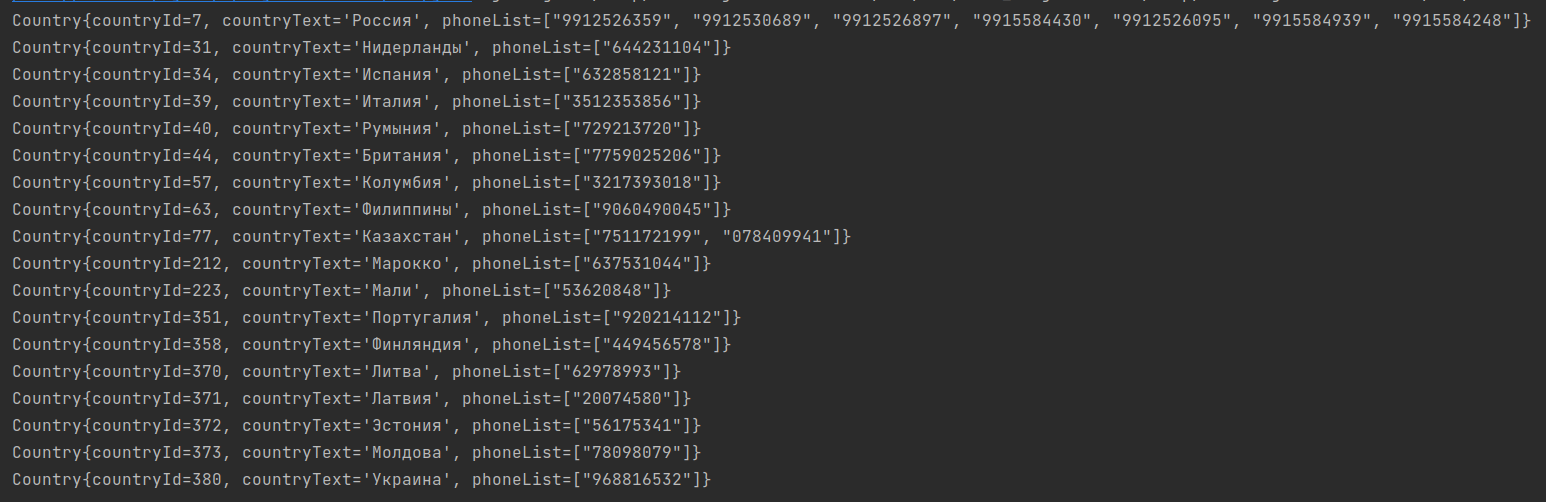 Country{countryId=7, countryText='Россия', phoneList=["9912526359", "9912530689", "9912526897", "9915584430", "9912526095", "9915584939", "9915584248"]}
Country{countryId=31, countryText='Нидерланды', phoneList=["644231104"]}
Country{countryId=34, countryText='Испания', phoneList=["632858121"]}
Country{countryId=39, countryText='Италия', phoneList=["3512353856"]}
Country{countryId=40, countryText='Румыния', phoneList=["729213720"]}
Country{countryId=44, countryText='Британия', phoneList=["7759025206"]}
Country{countryId=57, countryText='Колумбия', phoneList=["3217393018"]}
Country{countryId=63, countryText='Филиппины', phoneList=["9060490045"]}
Country{countryId=77, countryText='Казахстан', phoneList=["751172199", "078409941"]}
Country{countryId=212, countryText='Марокко', phoneList=["637531044"]}
Country{countryId=223, countryText='Мали', phoneList=["53620848"]}
Country{countryId=351, countryText='Португалия', phoneList=["920214112"]}
Country{countryId=358, countryText='Финляндия', phoneList=["449456578"]}
Country{countryId=370, countryText='Литва', phoneList=["62978993"]}
Country{countryId=371, countryText='Латвия', phoneList=["20074580"]}
Country{countryId=372, countryText='Эстония', phoneList=["56175341"]}
Country{countryId=373, countryText='Молдова', phoneList=["78098079"]}
Country{countryId=380, countryText='Украина', phoneList=["968816532"]}